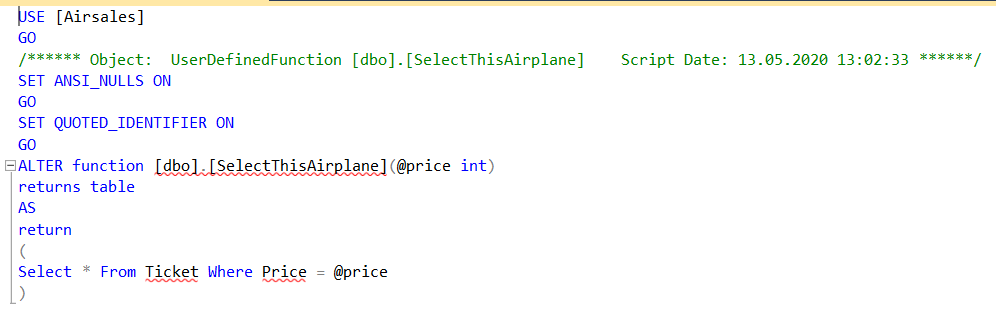 USE [Airsales]
GO
/****** Object:  UserDefinedFunction [dbo].[SelectThisAirplane]    Script Date: 13.05.2020 13:02:33 ******/
SET ANSI_NULLS ON
GO
SET QUOTED_IDENTIFIER ON
GO
ALTER function [dbo].[SelectThisAirplane](@price int)
returns table
AS
return
(
Select * From Ticket Where Price = @price
)